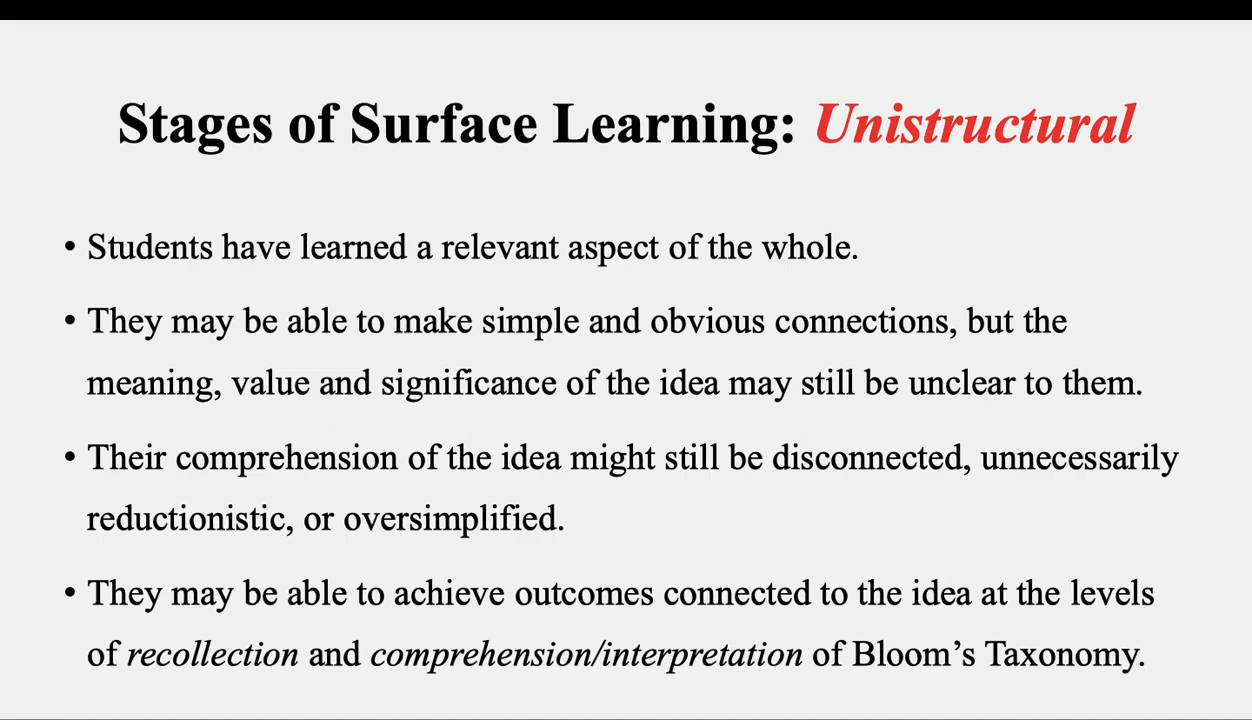 Stages of Surface Learning: Unistructural
• Students have learned a relevant aspect of the whole.
• They may be able to make simple and obvious connections, but the
meaning, value and significance of the idea may still be unclear to them.
• Their comprehension of the idea might still be disconnected, unnecessarily
reductionistic, or oversimplified.
• They may be able to achieve outcomes connected to the idea at the levels
of recollection and comprehension/interpretation of Bloom’s Taxonomy.